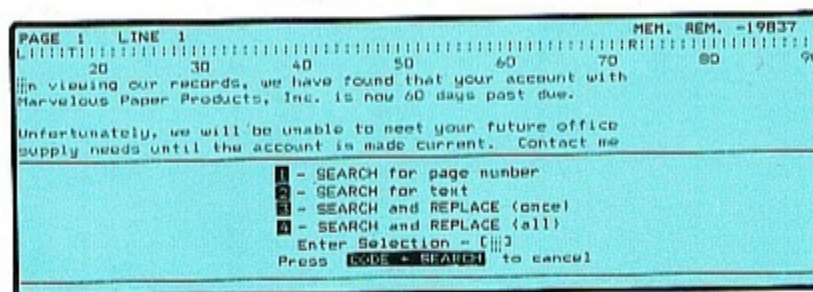 PAGE 1 LINE 1 MEM. REM. -19837
L T R
20 30 40 50 60 70 80 90
In viewing our records, we have found that your account with
Marvelous Paper Products, Inc. is now 60 days past due.
Unfortunately, we will be unable to meet your future office
supply needs until the account is made current. Contact me
1 - SEARCH for page number
2 - SEARCH for text
3 - SEARCH and REPLACE (once)
4 - SEARCH and REPLACE (all)
Enter Selection - [ ]
Press CODE + SEARCH to cancel